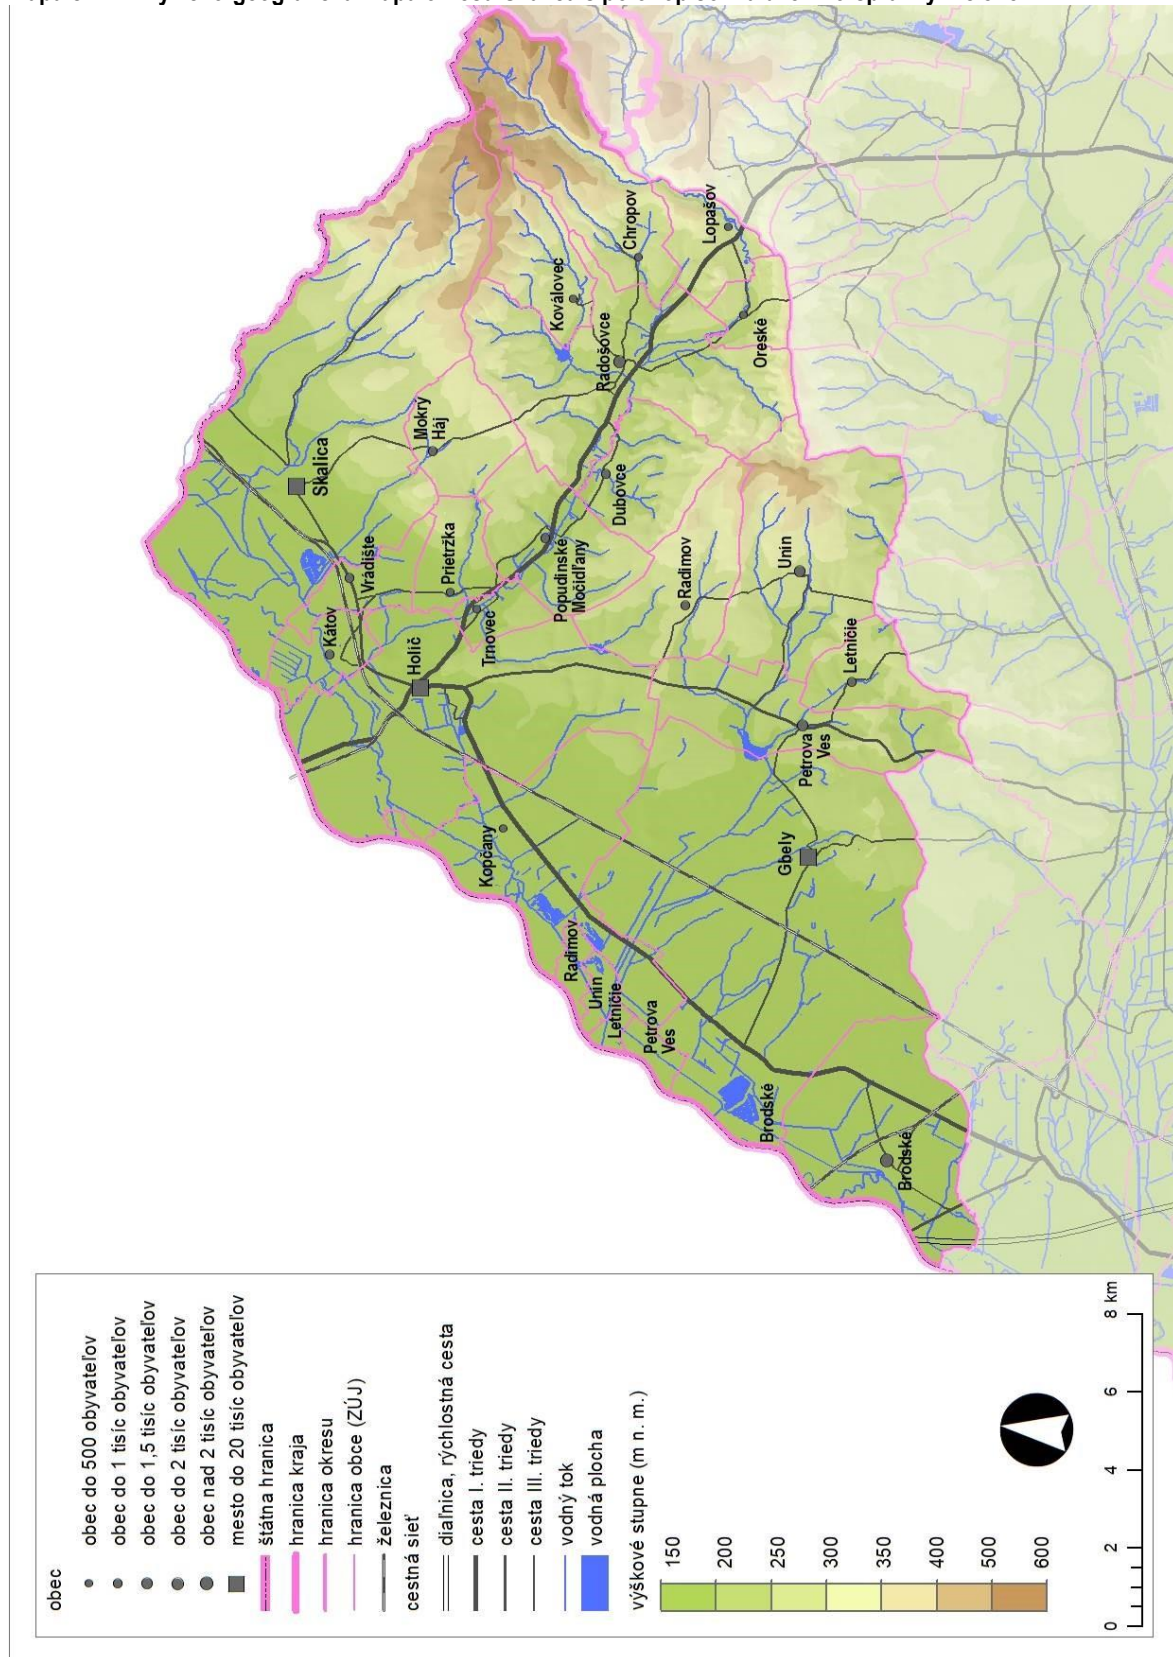 obec
obec do 500 obyvateľov
obec do 1 tisíc obyvateľov
obec do 1,5 tisíc obyvateľov
obec do 2 tisíc obyvateľov
obec nad 2 tisíc obyvateľov
mesto do 20 tisíc obyvateľov
štátna hranica
hranica kraja
hranica okresu
hranica obce (ZÚJ)
železnica
cestná sieť
diaľnica, rýchlostná cesta
cesta I. triedy
cesta II. triedy
cesta III. triedy
vodný tok
vodná plocha
výškové stupne (m n. m.)
150
200
250
300
350
400
500
600
0
2
4
6
8 km
Skalica
Vrádište
Kátov
Prietržka
Mokrý
Háj
Holíč
Trnovec
Popudinské
Močidľany
Dubovce
Radošovce
Koválovec
Chropov
Lopašov
Oreské
Radimov
Unín
Letničie
Petrova
Ves
Gbely
Kopčany
Radimov
Unín
Letničie
Petrova
Ves
Brodské
Brodské